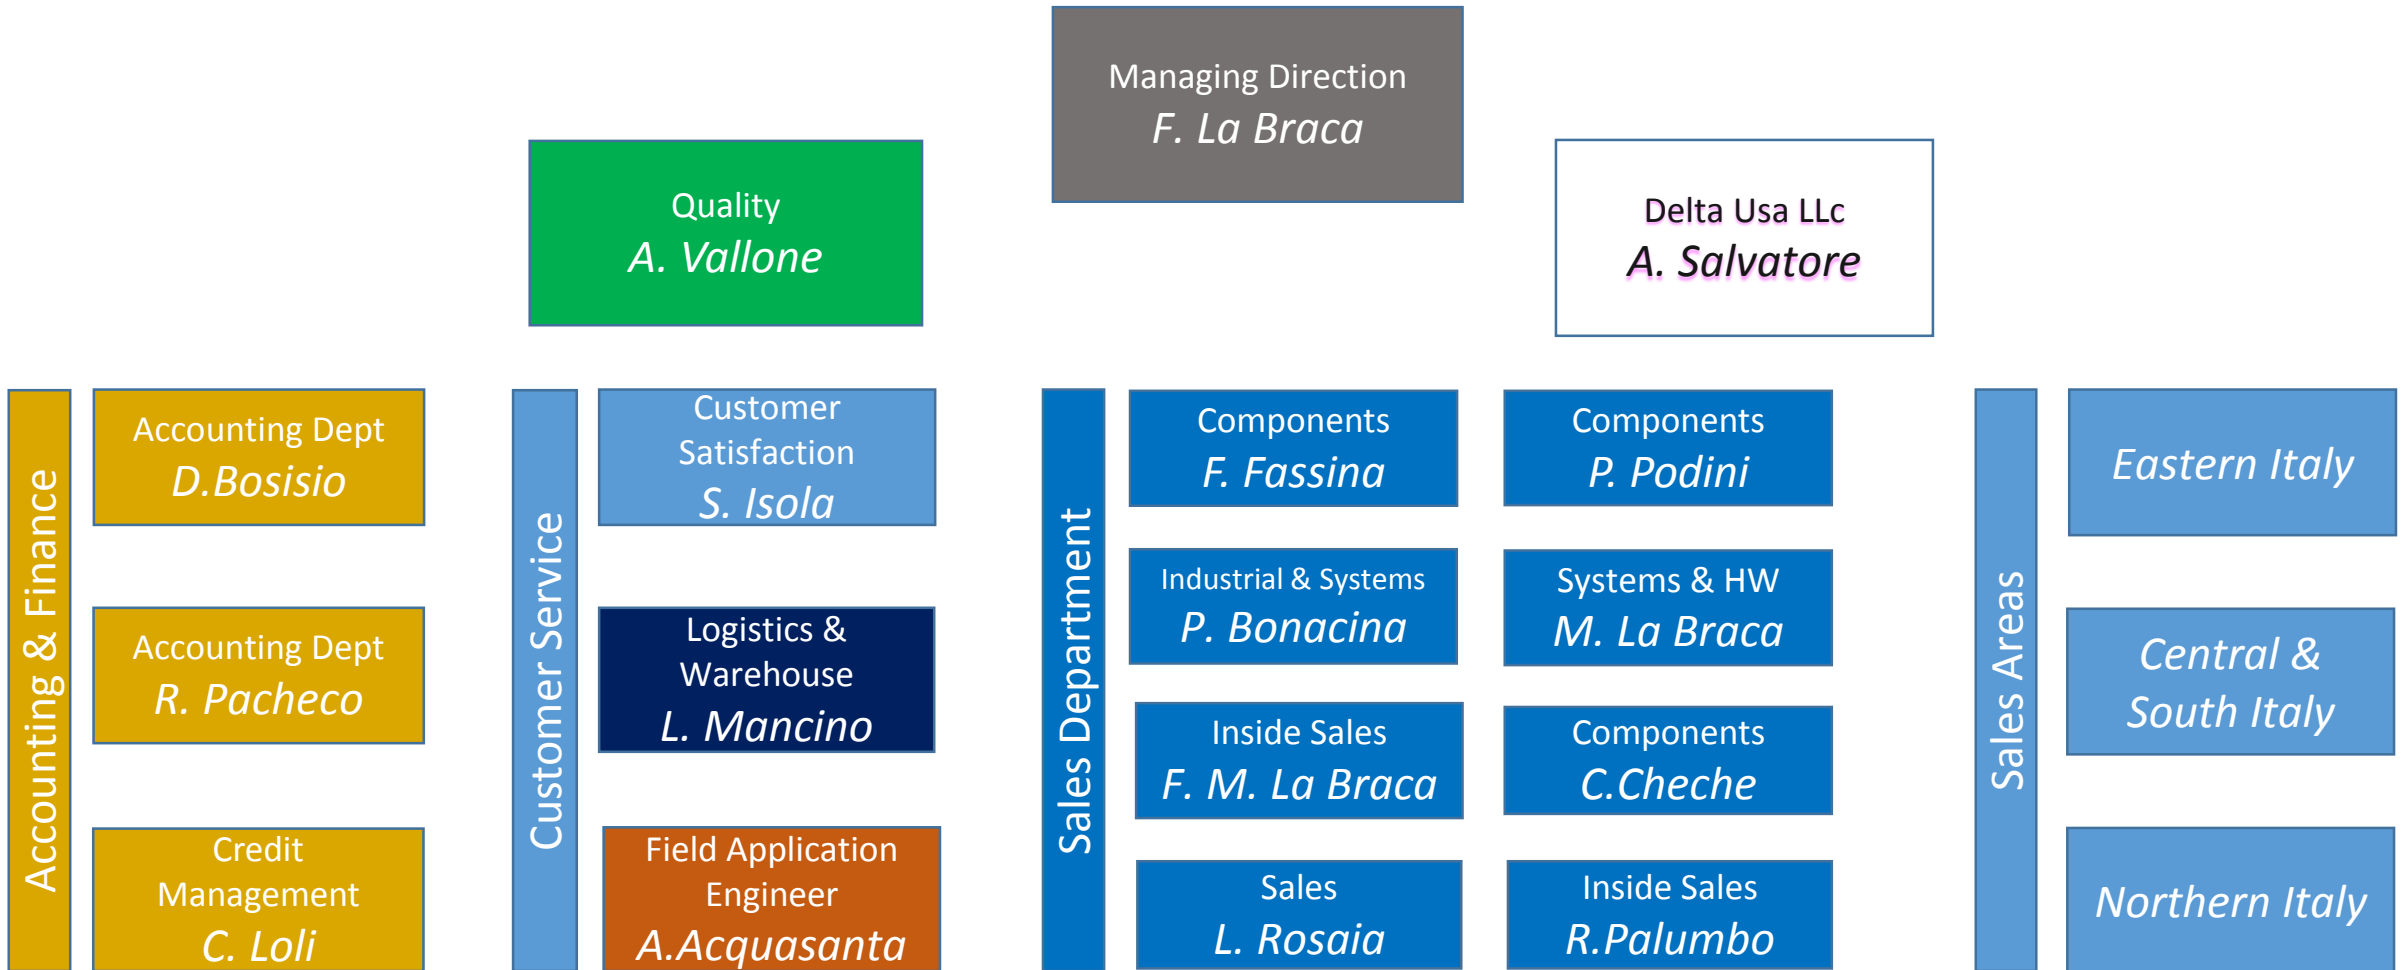 Managing Direction
F. La Braca
Quality
A. Vallone
Delta Usa LLc
A. Salvatore
Accounting & Finance
Accounting Dept
D.Bosisio
Accounting Dept
R. Pacheco
Credit
Management
C. Loli
Customer Service
Customer
Satisfaction
S. Isola
Logistics &
Warehouse
L. Mancino
Field Application
Engineer
A.Acquasanta
Sales Department
Components
F. Fassina
Components
P. Podini
Industrial & Systems
P. Bonacina
Systems & HW
M. La Braca
Inside Sales
F. M. La Braca
Components
C.Cheche
Sales
L. Rosaia
Inside Sales
R.Palumbo
Sales Areas
Eastern Italy
Central &
South Italy
Northern Italy